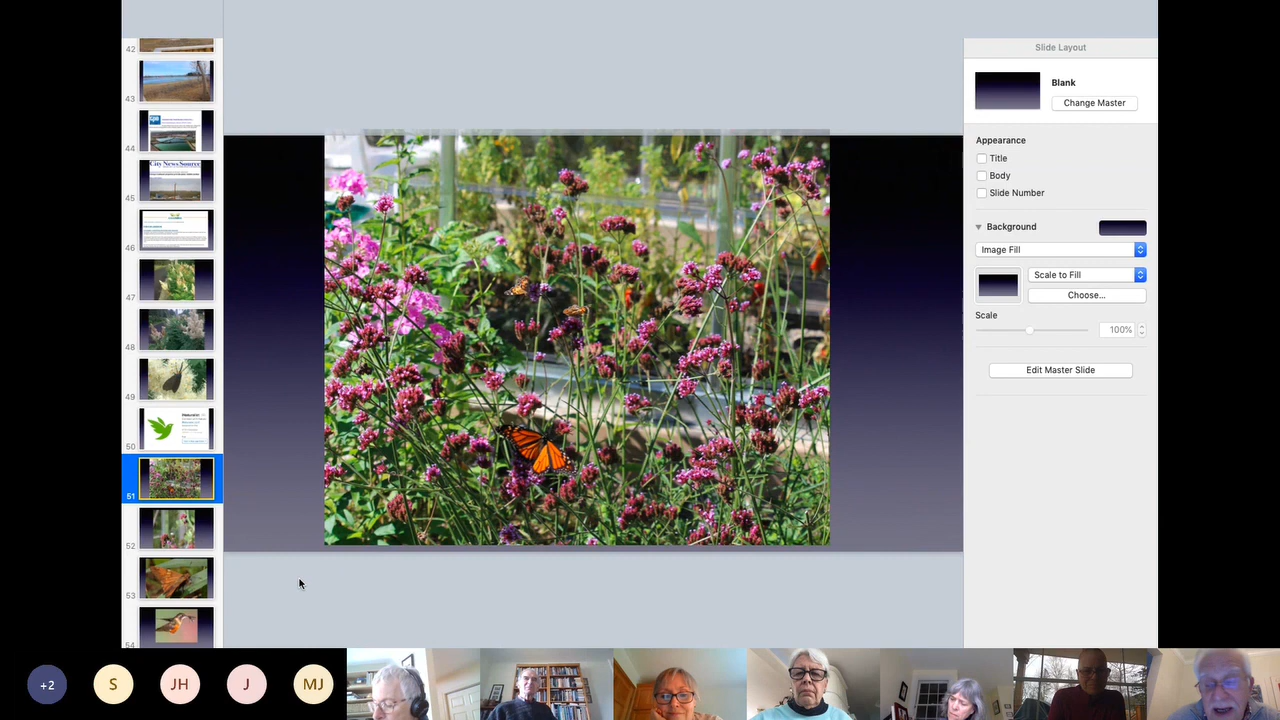 Slide Layout
42
43
44
City News Source
45
46
47
48
49
50
51
52
53
54
Blank
Change Master
Appearance
Title
Body
Slide Number
Background
Image Fill
Scale to Fill
Choose...
Scale
100%
Edit Master Slide
+2
S
JH
J
MJ